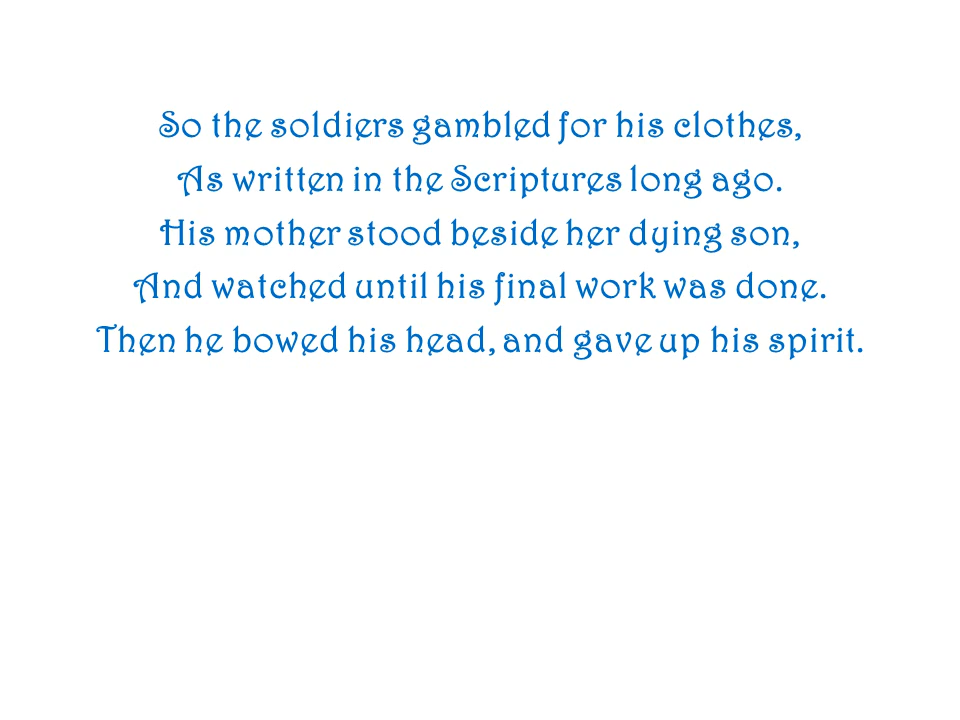 So the soldiers gambled for his clothes,
As written in the Scriptures long ago.
His mother stood beside her dying son,
And watched until his final work was done.
Then he bowed his head, and gave up his spirit.